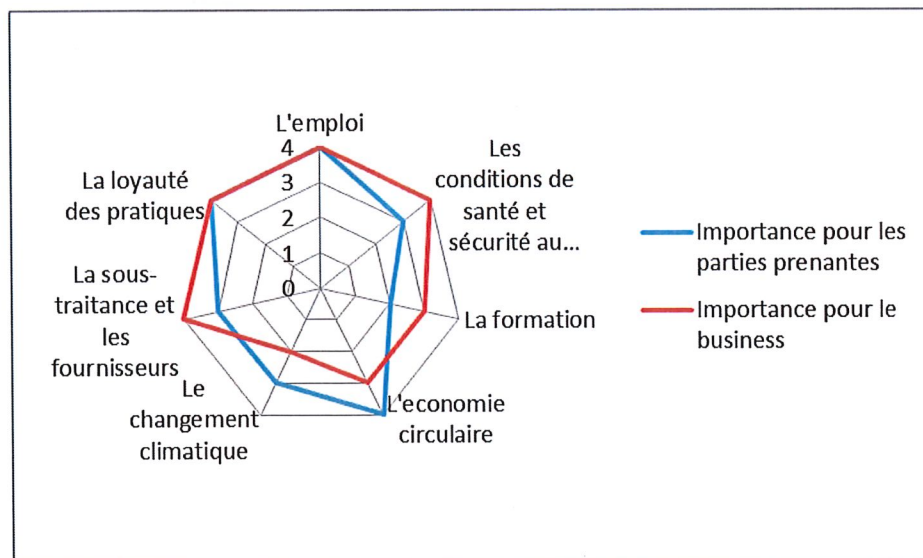 L'emploi
4
3
2
1
0
Les
conditions de
santé et
sécurité au...
La formation
L'economie
circulaire
Le
changement
climatique
La sous-
traitance et
les
fournisseurs
La loyauté
des pratiques
Importance pour les
parties prenantes
Importance pour le
business